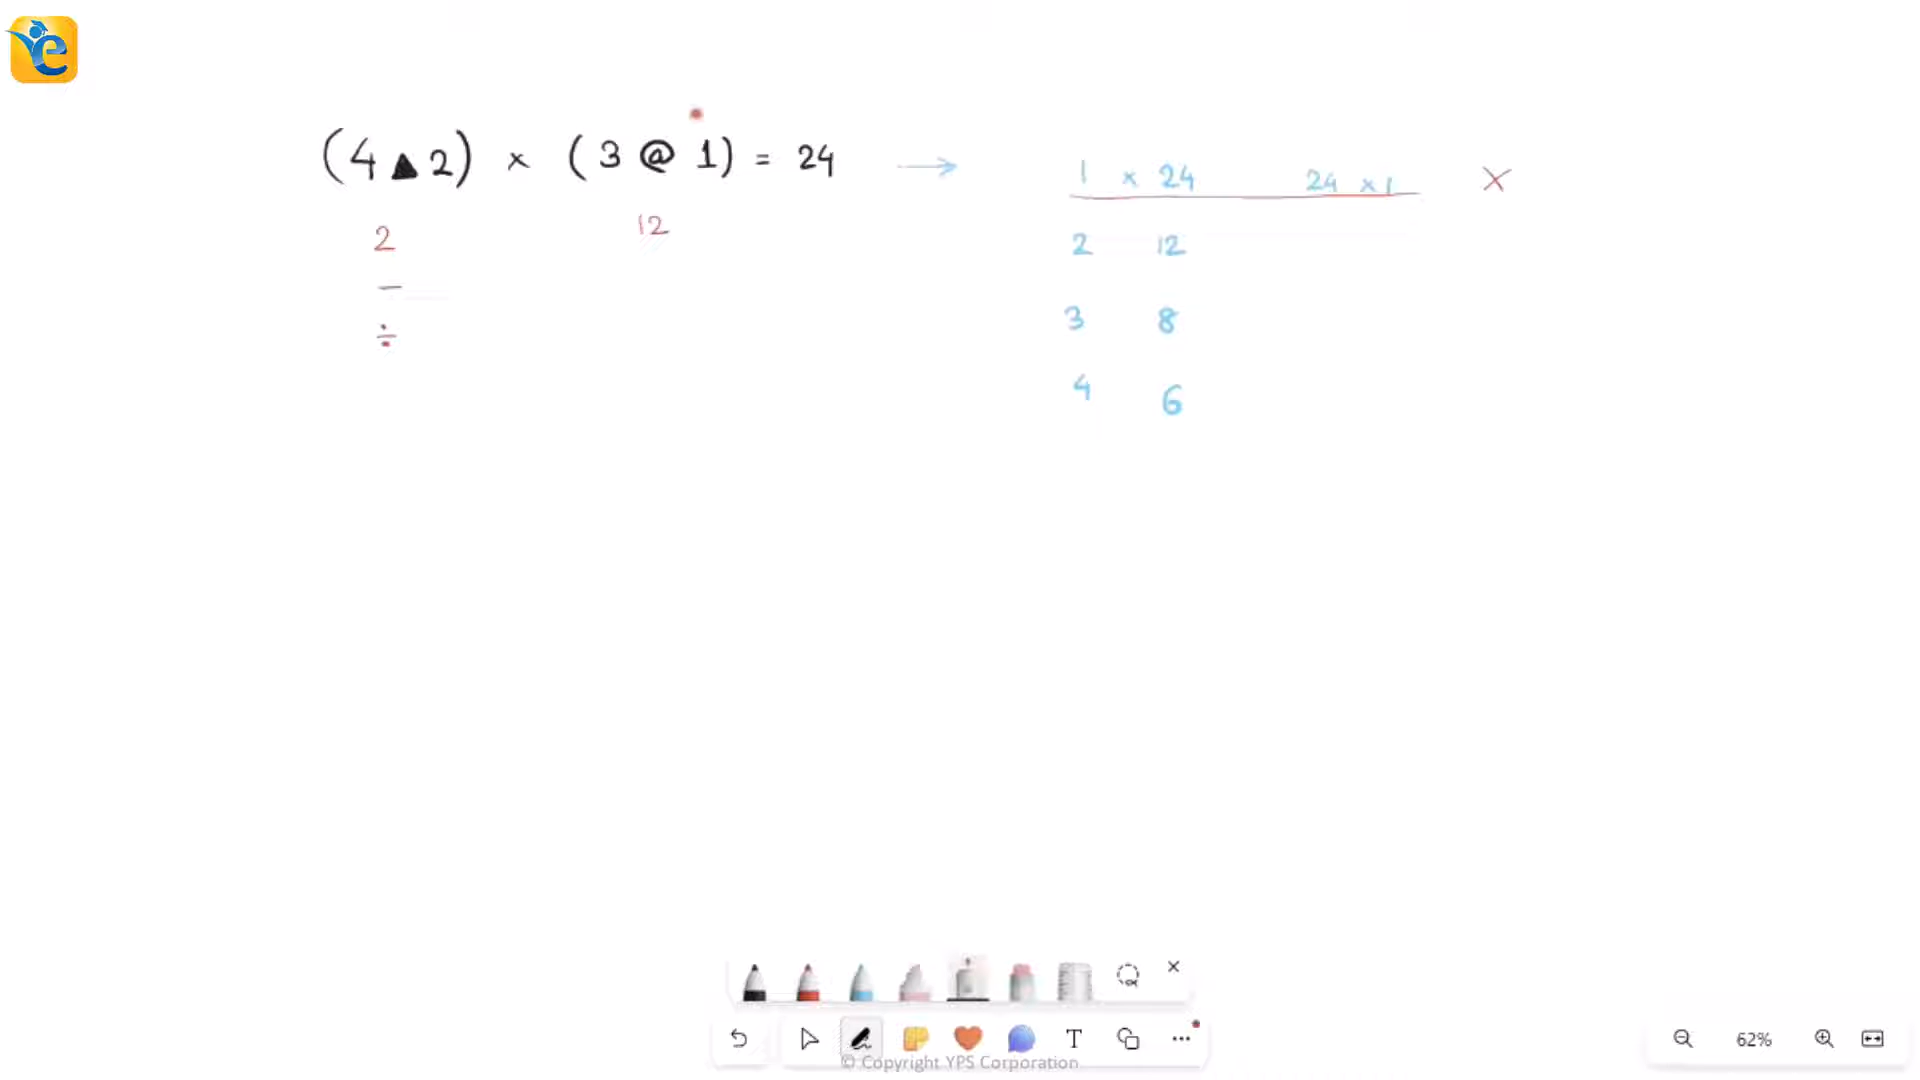 (4 ▲ 2) × (3 @ 1) = 24 → 1 × 24 24 × 1 ×
2 12
−
÷
2 12
3 8
4 6
T
62%
© Copyright YPS Corporation